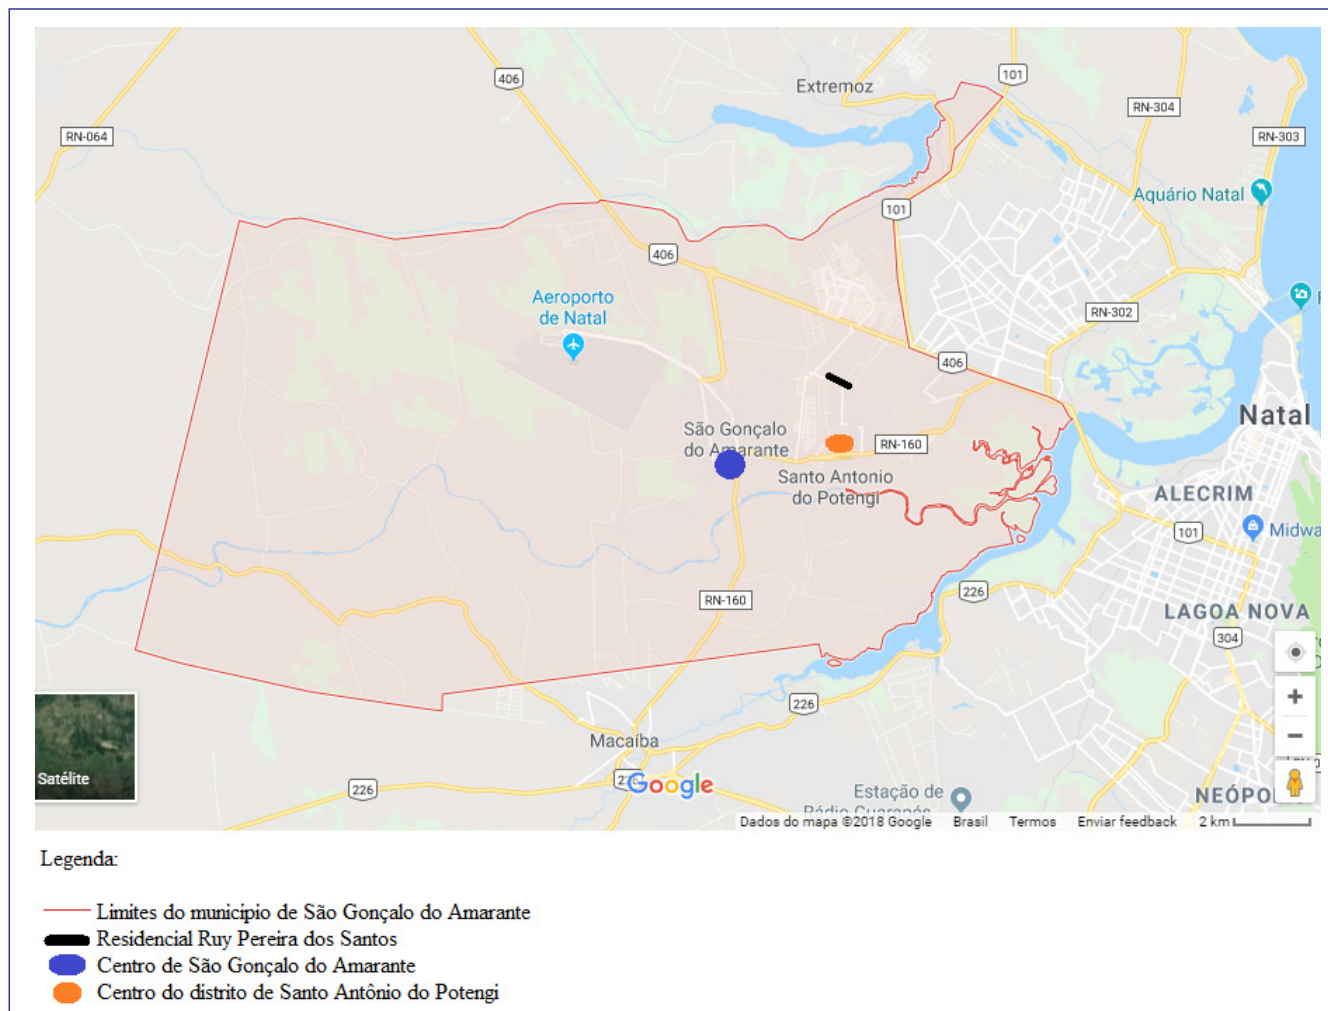 Extremoz
406
101
RN-304
RN-064
RN-303
Aquário Natal
101
406
Aeroporto
de Natal
RN-302
406
Natal
São Gonçalo
do Amarante
RN-160
Santo Antonio
do Potengi
ALECRIM
101
Midwa
226
RN-160
LAGOA NOVA
304
226
Macaíba
Satélite
226
226
Google
Estação de
NEÓPO
Dados do mapa ©2018 Google Brasil Termos Enviar feedback 2 km
Legenda:
Limites do município de São Gonçalo do Amarante
Residencial Ruy Pereira dos Santos
Centro de São Gonçalo do Amarante
Centro do distrito de Santo Antônio do Potengi